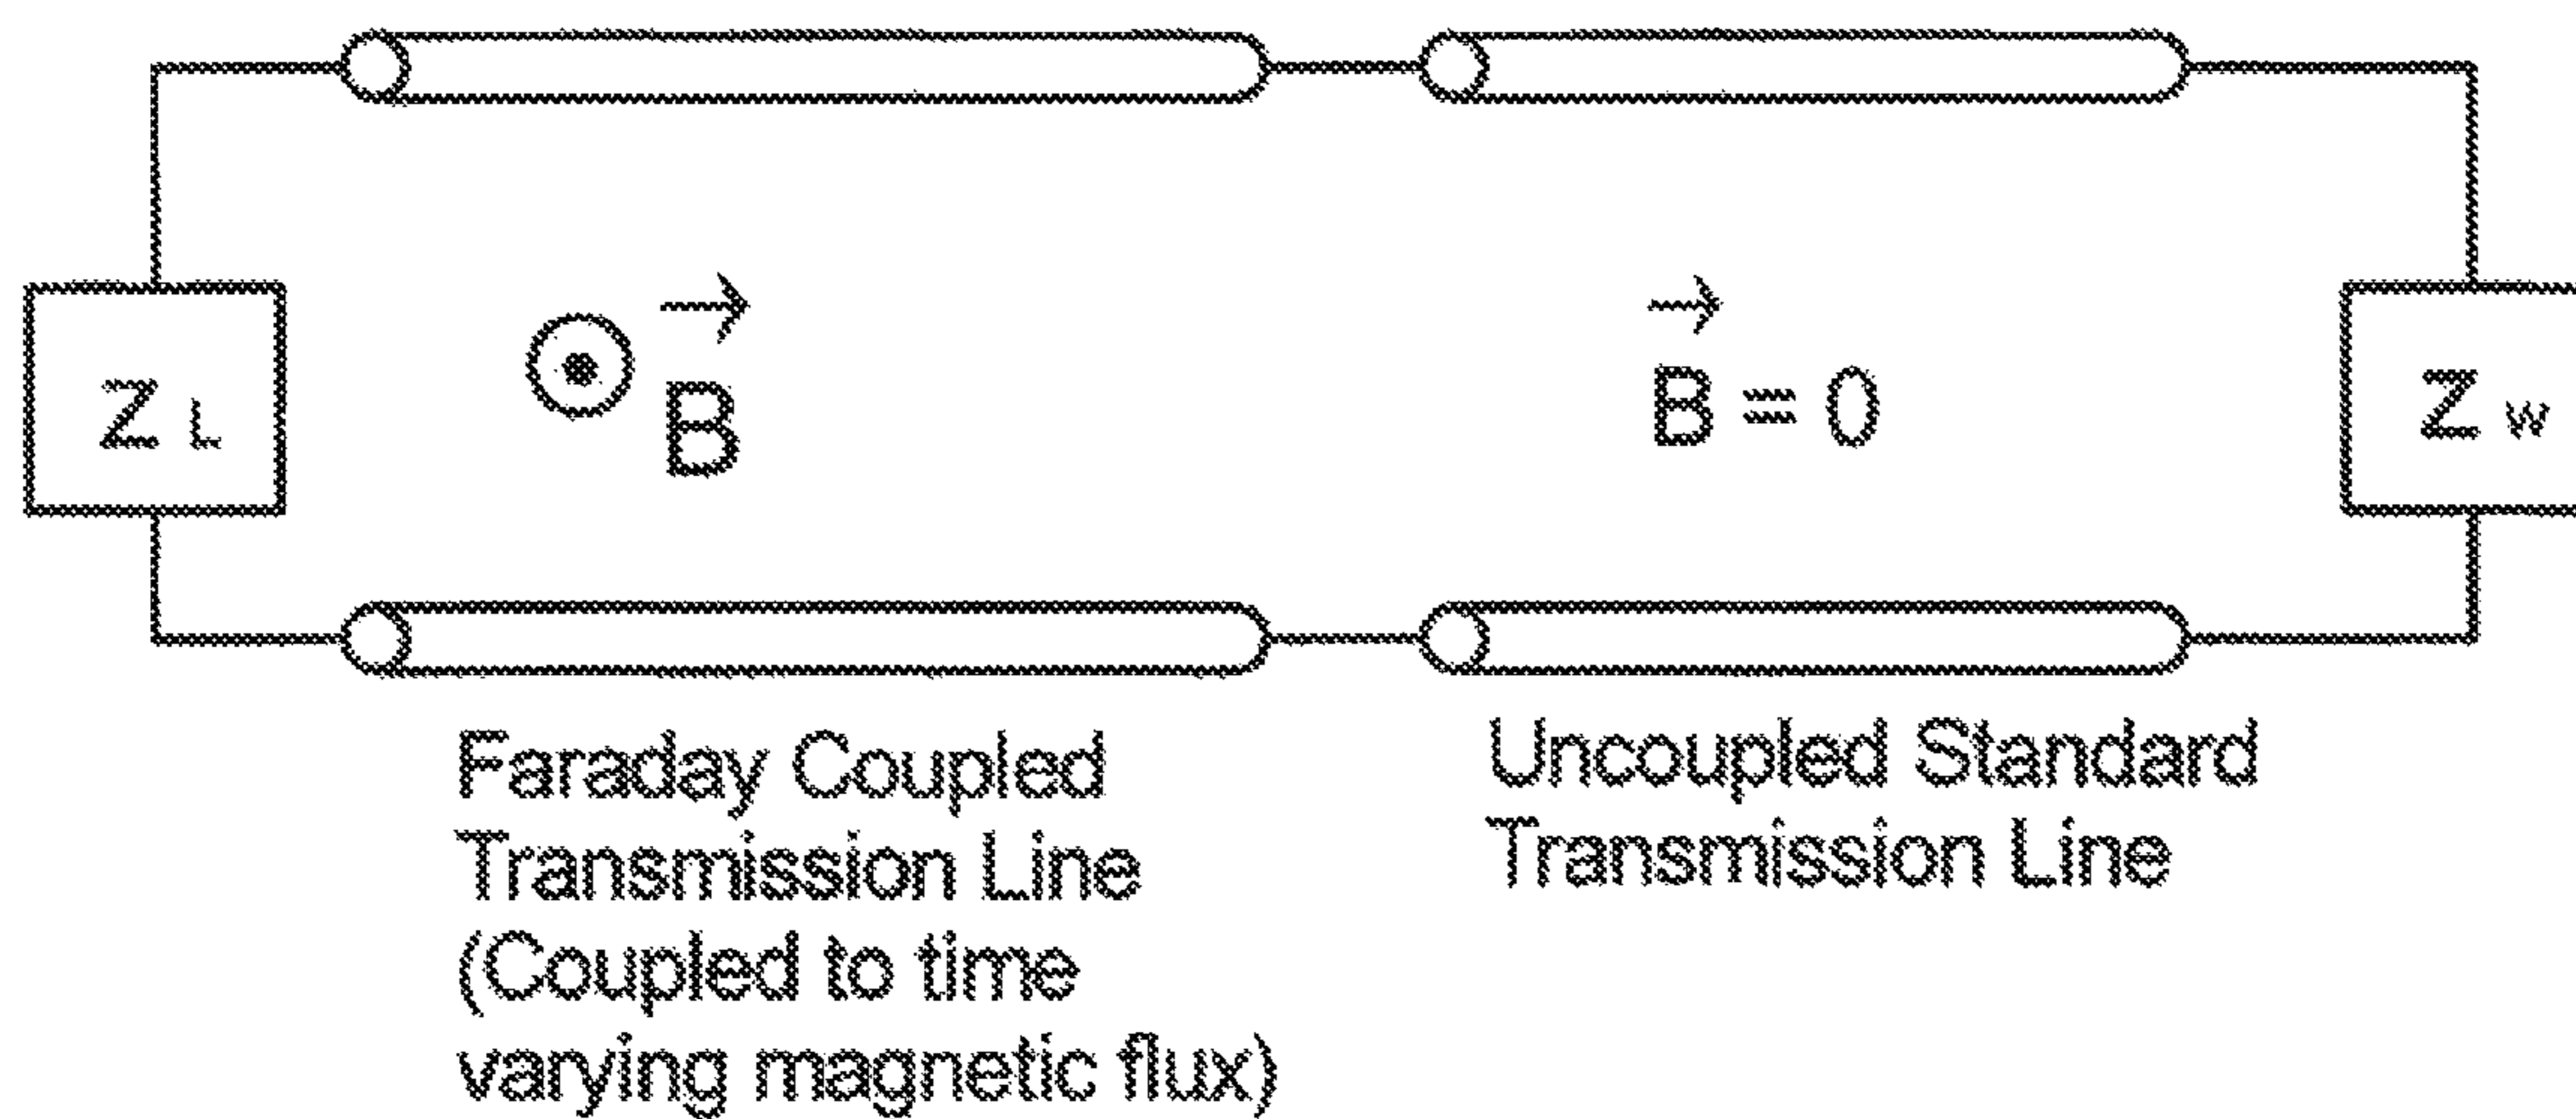 Z L
B
B = 0
Z W
Faraday Coupled
Transmission Line
(Coupled to time
varying magnetic flux)
Uncoupled Standard
Transmission Line